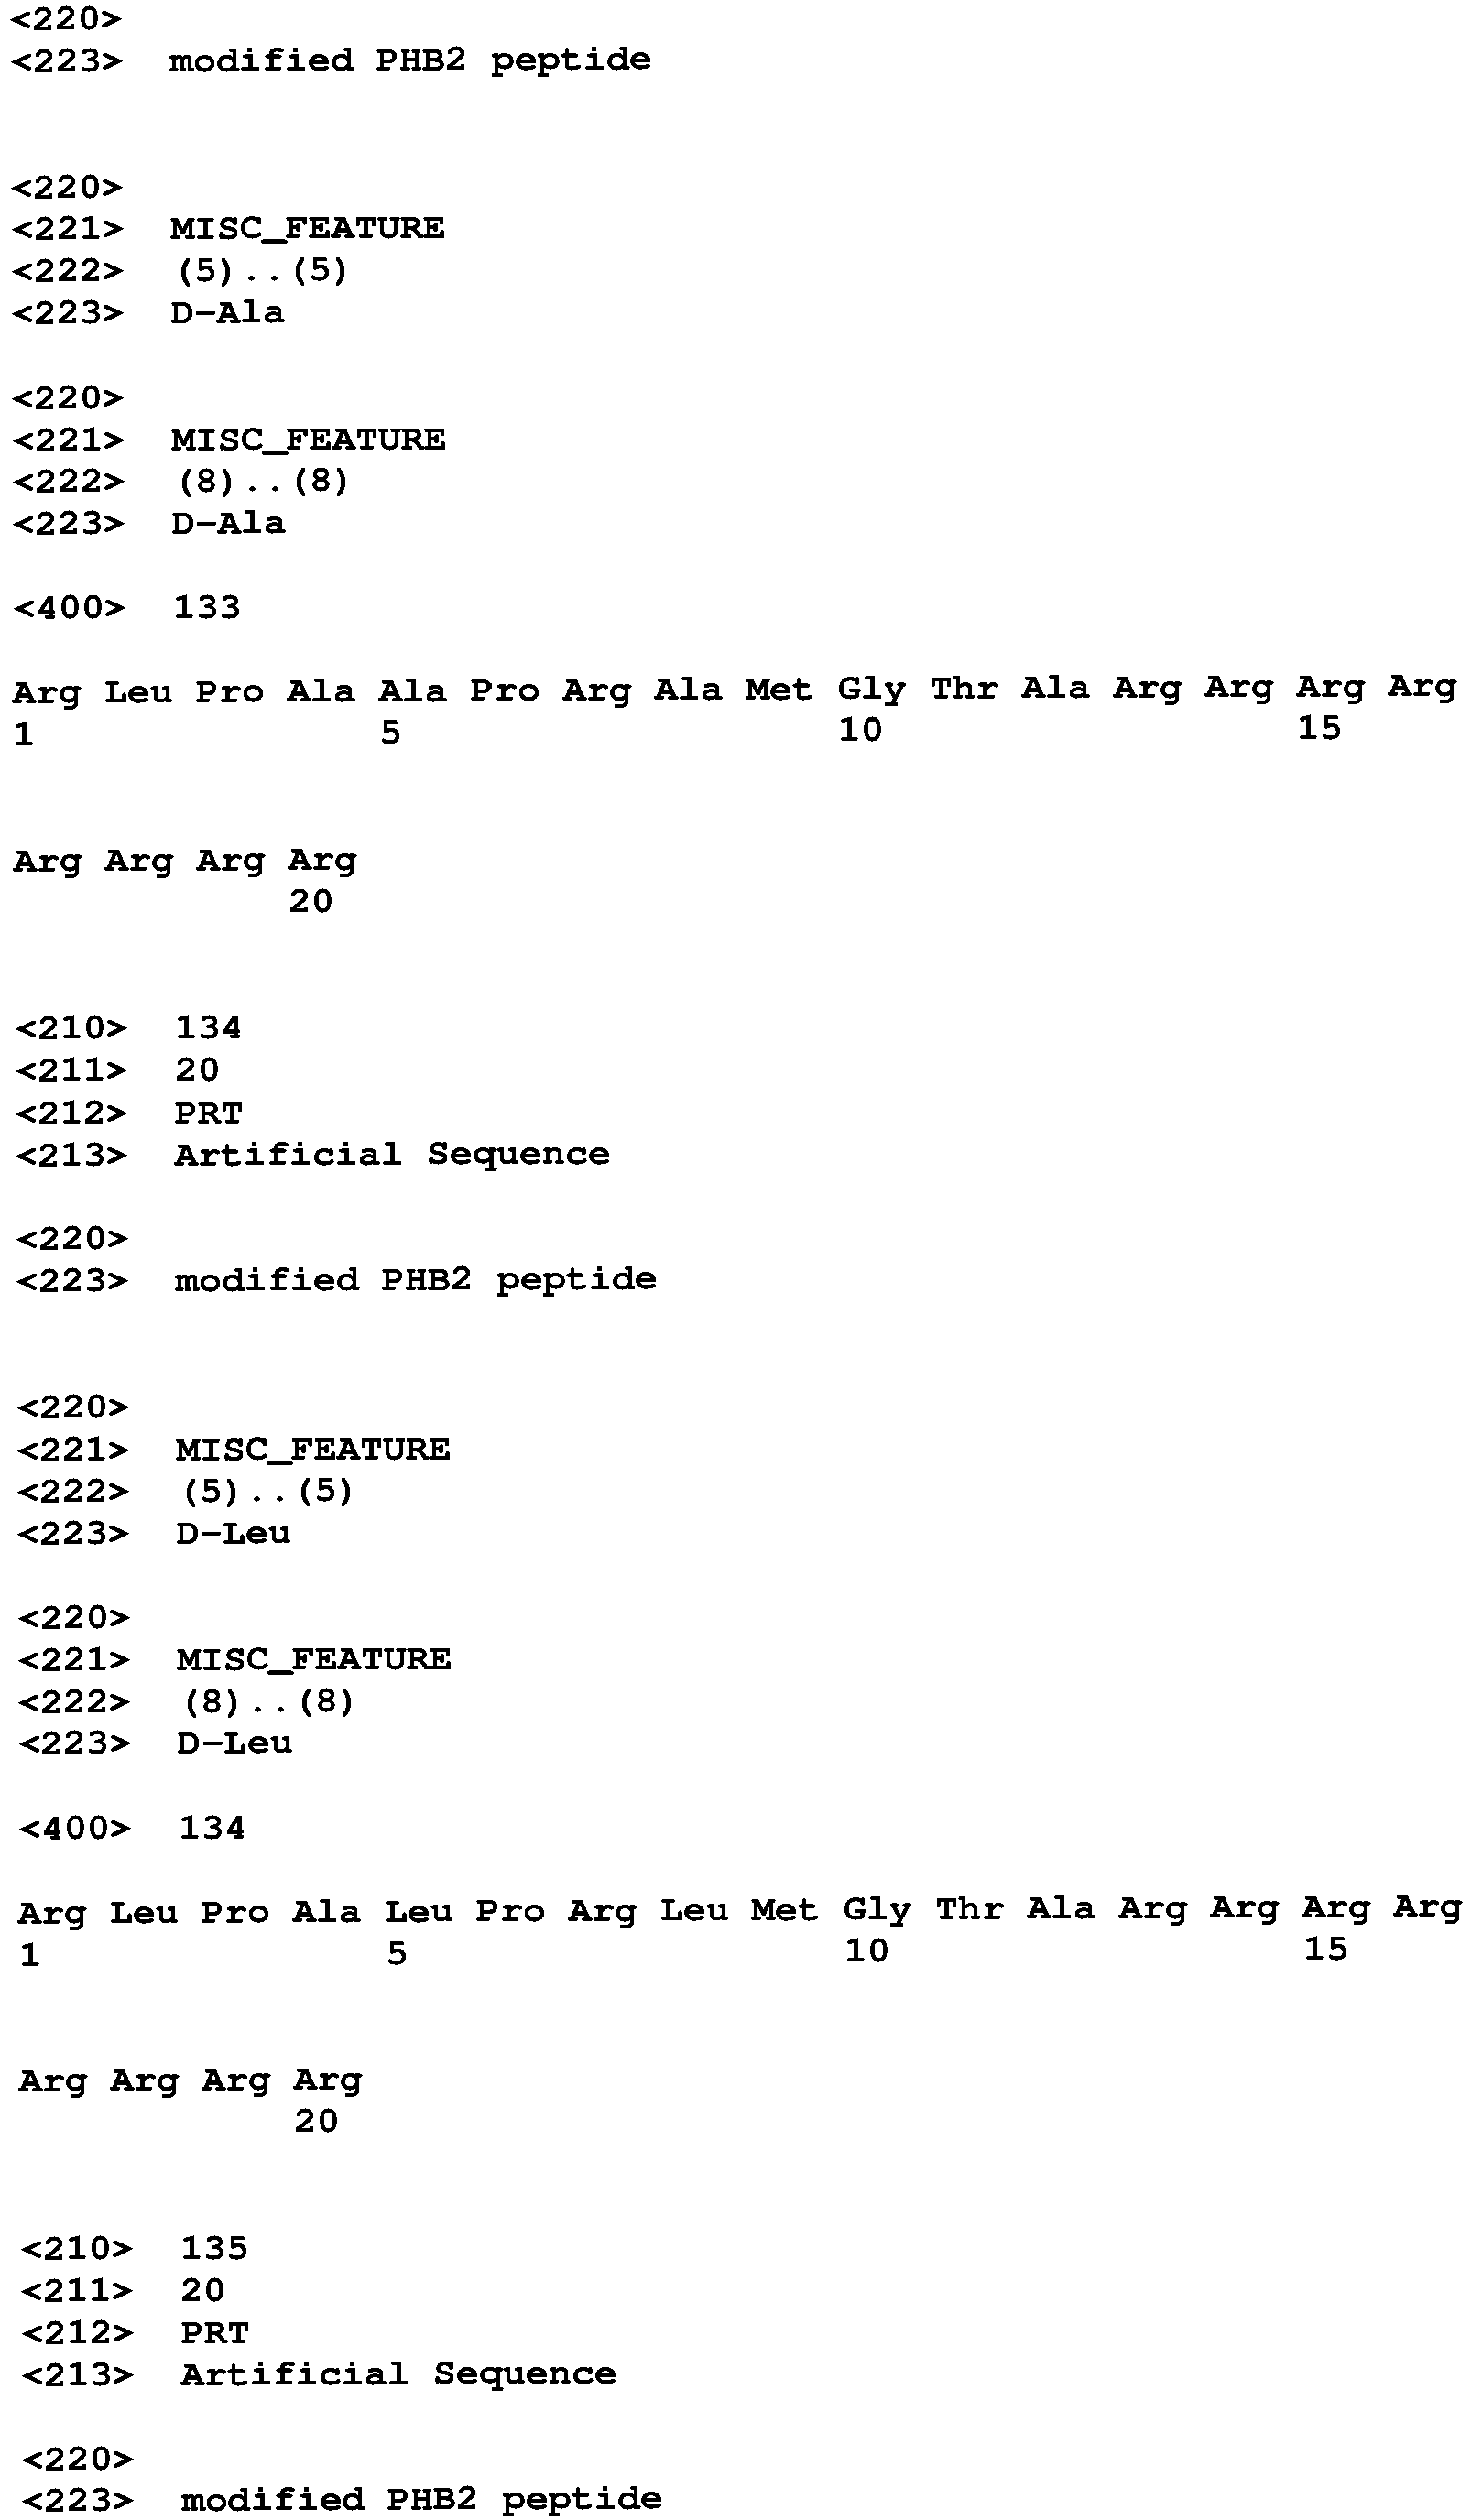 <220>
<223> modified PHB2 peptide
<220>
<221> MISC_FEATURE
<222> (5)..(5)
<223> D-Ala
<220>
<221> MISC_FEATURE
<222> (8)..(8)
<223> D-Ala
<400> 133
Arg Leu Pro Ala Ala Pro Arg Ala Met Gly Thr Ala Arg Arg Arg Arg
1 5 10 15
Arg Arg Arg Arg
20
<210> 134
<211> 20
<212> PRT
<213> Artificial Sequence
<220>
<223> modified PHB2 peptide
<220>
<221> MISC_FEATURE
<222> (5)..(5)
<223> D-Leu
<220>
<221> MISC_FEATURE
<222> (8)..(8)
<223> D-Leu
<400> 134
Arg Leu Pro Ala Leu Pro Arg Leu Met Gly Thr Ala Arg Arg Arg Arg
1 5 10 15
Arg Arg Arg Arg
20
<210> 135
<211> 20
<212> PRT
<213> Artificial Sequence
<220>
<223> modified PHB2 peptide